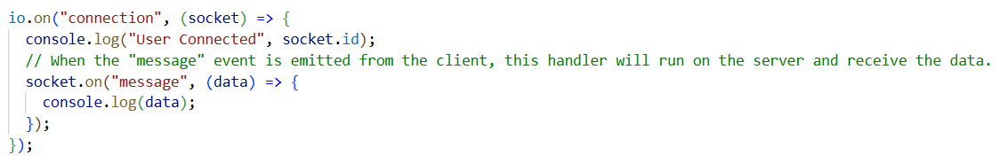 io.on("connection", (socket) => {
  console.log("User Connected", socket.id);
  // When the "message" event is emitted from the client, this handler will run on the server and receive the data.
  socket.on("message", (data) => {
    console.log(data);
  });
});